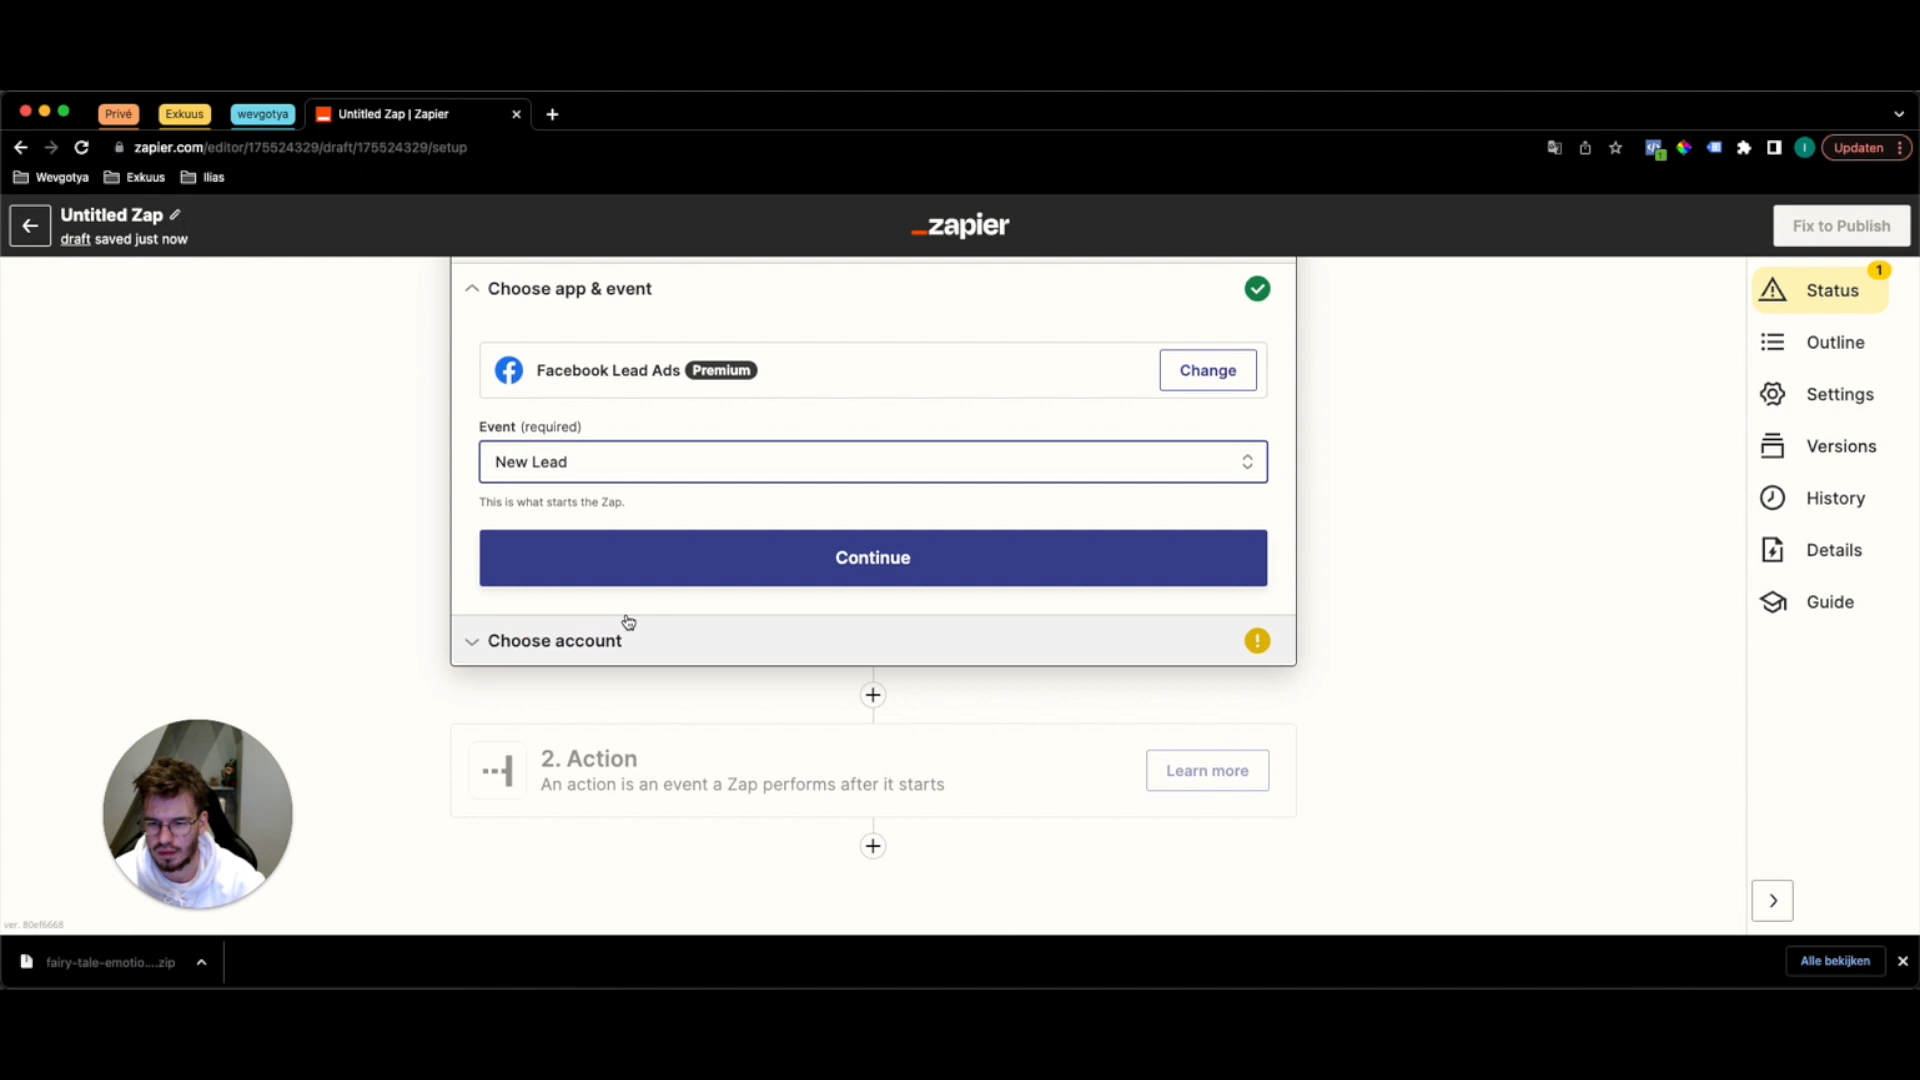 Privé
Exkuus
wevgotya
Untitled Zap | Zapier
zapier.com/editor/175524329/draft/175524329/setup
1
I
Updaten
Wevgotya
Exkuus
Ilias
Untitled Zap
draft saved just now
_zapier
Fix to Publish
Choose app & event
Facebook Lead Ads Premium
Change
Event (required)
New Lead
This is what starts the Zap.
Continue
Choose account
2. Action
An action is an event a Zap performs after it starts
Learn more
1
Status
Outline
Settings
Versions
History
Details
Guide
ver. 80ef6668
fairy-tale-emotio....zip
Alle bekijken